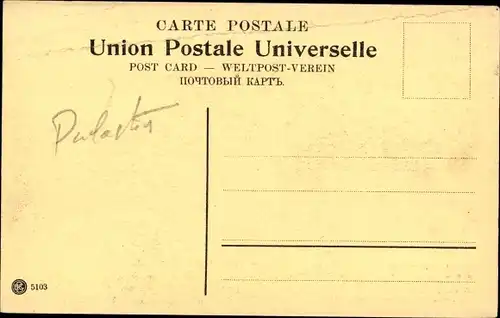 CARTE POSTALE
Union Postale Universelle
POST CARD — WELTPOST-VEREIN
ПОЧТОВЫЙ КАРТЪ.
5103